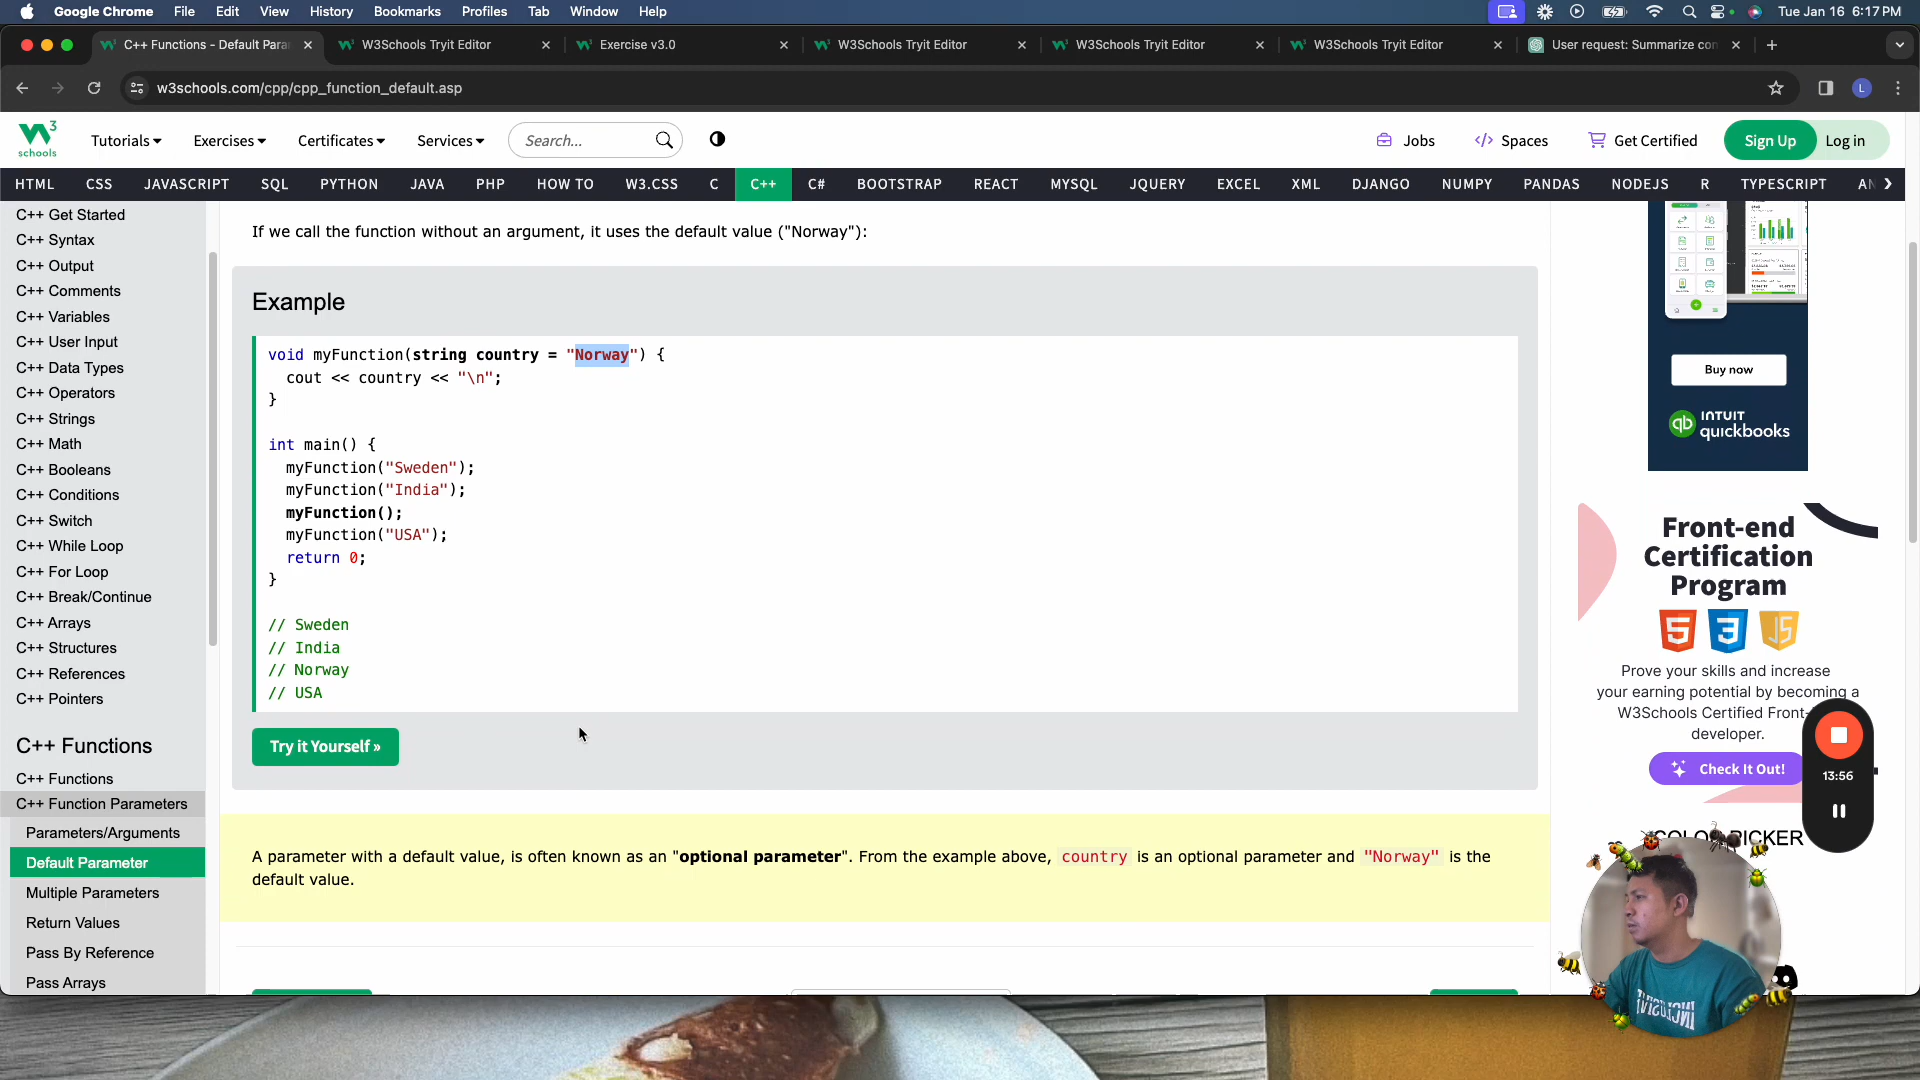 Google Chrome File Edit View History Bookmarks Profiles Tab Window Help Tue Jan 16 6:17 PM
C++ Functions - Default Para W3Schools Tryit Editor Exercise v3.0 W3Schools Tryit Editor W3Schools Tryit Editor W3Schools Tryit Editor User request: Summarize con
w3schools.com/cpp/cpp_function_default.asp L
W3 schools Tutorials Exercises Certificates Services Search... Jobs Spaces Get Certified Sign Up Log in
HTML CSS JAVASCRIPT SQL PYTHON JAVA PHP HOW TO W3.CSS C C++ C# BOOTSTRAP REACT MYSQL JQUERY EXCEL XML DJANGO NUMPY PANDAS NODEJS R TYPESCRIPT AN
C++ Get Started
C++ Syntax
C++ Output
C++ Comments
C++ Variables
C++ User Input
C++ Data Types
C++ Operators
C++ Strings
C++ Math
C++ Booleans
C++ Conditions
C++ Switch
C++ While Loop
C++ For Loop
C++ Break/Continue
C++ Arrays
C++ Structures
C++ References
C++ Pointers
C++ Functions
C++ Functions
C++ Function Parameters
Parameters/Arguments
Default Parameter
Multiple Parameters
Return Values
Pass By Reference
Pass Arrays
If we call the function without an argument, it uses the default value ("Norway"):
Example
void myFunction(string country = "Norway") {
cout << country << "\n";
}
int main() {
myFunction("Sweden");
myFunction("India");
myFunction();
myFunction("USA");
return 0;
}
// Sweden
// India
// Norway
// USA
Try it Yourself »
A parameter with a default value, is often known as an "optional parameter". From the example above, country is an optional parameter and "Norway" is the
default value.
Buy now
INTUIT
quickbooks
Front-end
Certification
Program
5 3 JS
Prove your skills and increase
your earning potential by becoming a
W3Schools Certified Front-
developer.
Check It Out!
13:56
COLOR PICKER